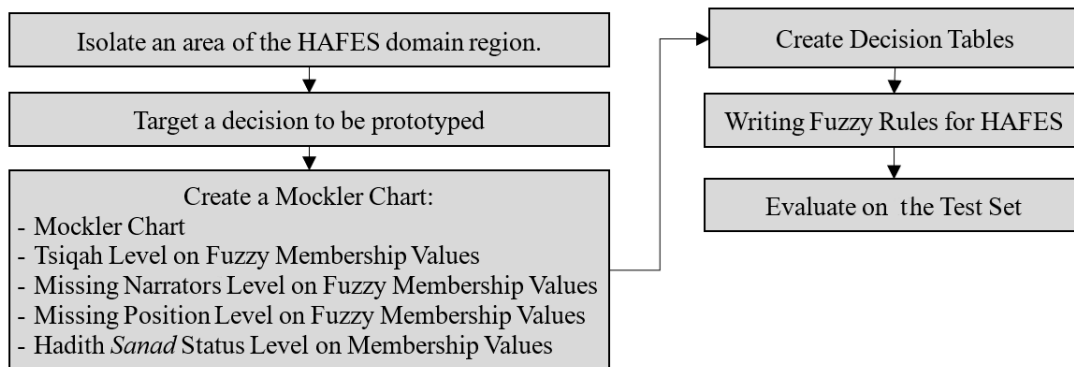 Isolate an area of the HAFES domain region.
Target a decision to be prototyped
Create a Mockler Chart:
- Mockler Chart
- Tsiqah Level on Fuzzy Membership Values
- Missing Narrators Level on Fuzzy Membership Values
- Missing Position Level on Fuzzy Membership Values
- Hadith Sanad Status Level on Membership Values
Create Decision Tables
Writing Fuzzy Rules for HAFES
Evaluate on the Test Set